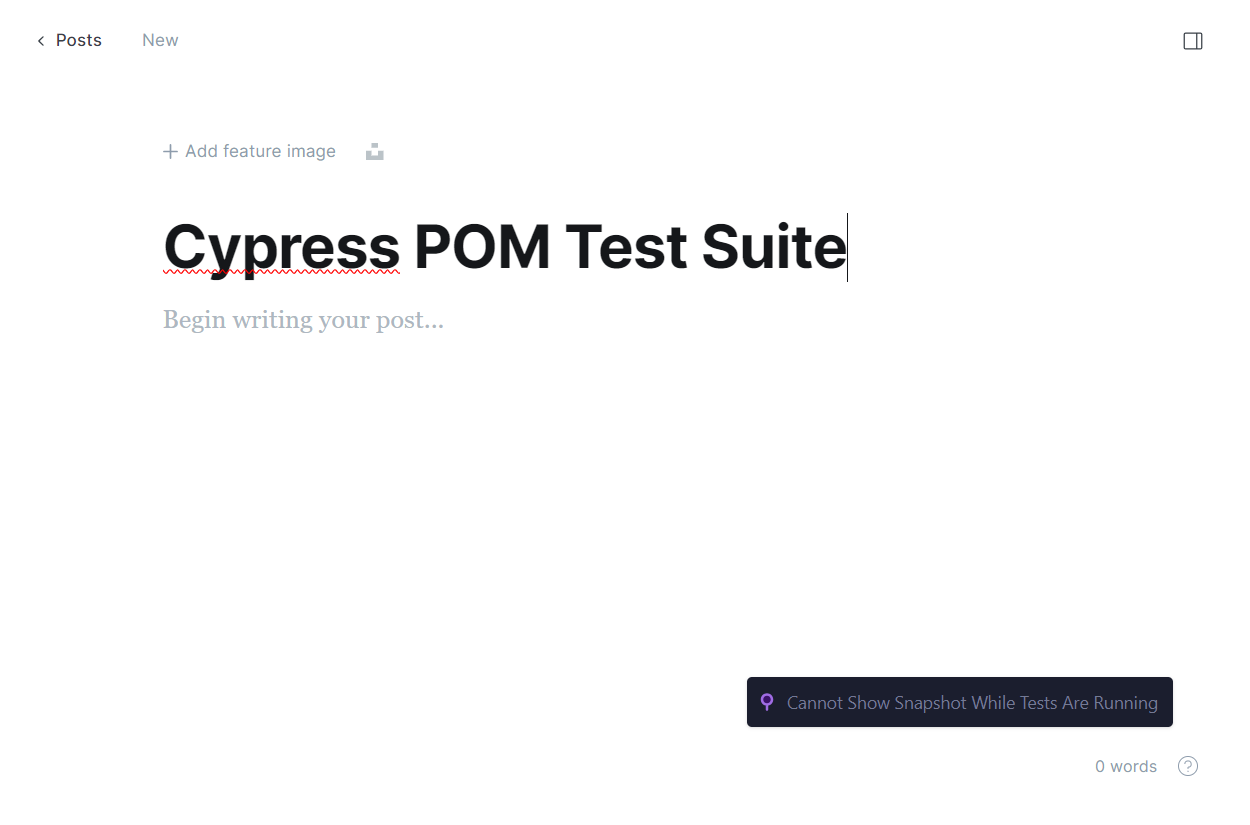 Posts New
Add feature image
Cypress POM Test Suite
Begin writing your post...
Cannot Show Snapshot While Tests Are Running
0 words ?